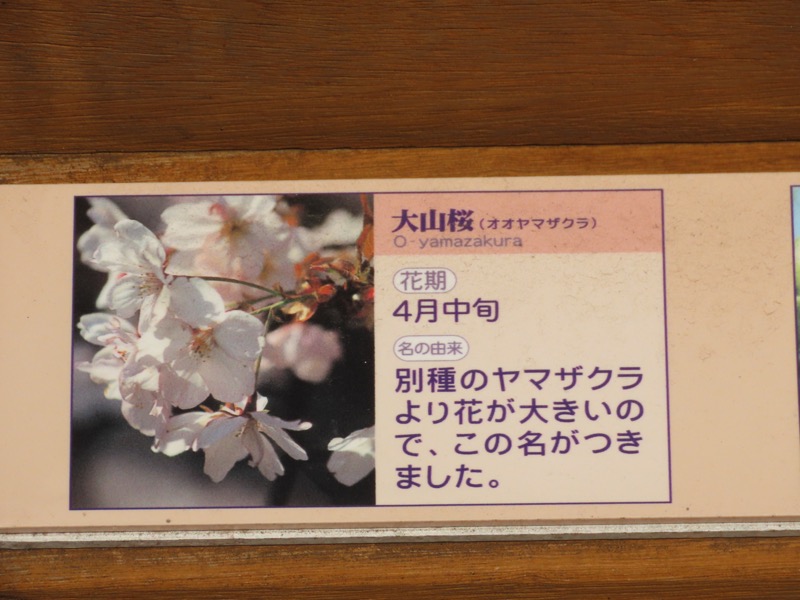 大山桜（オオヤマザクラ）
O-yamazakura
花期
4月中旬
名の由来
別種のヤマザクラ
より花が大きいの
で、この名がつき
ました。